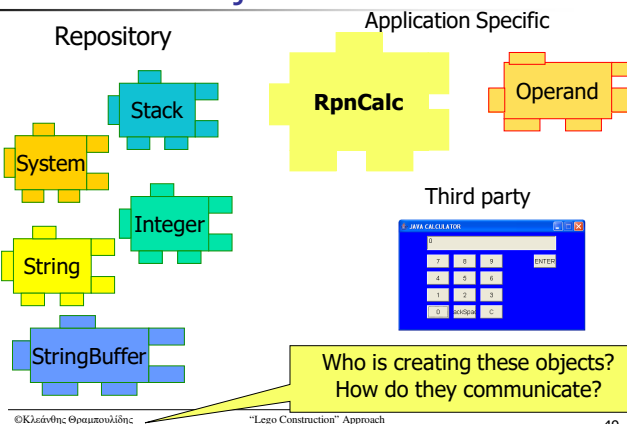 Repository
Application Specific
Stack
System
Integer
String
StringBuffer
RpnCalc
Operand
Third party
JAVA CALCULATOR
0
7 8 9 ENTER
4 5 6
1 2 3
0 ackSpac C
Who is creating these objects?
How do they communicate?
©Κλεάνθης Θραμπουλίδης
“Lego Construction” Approach